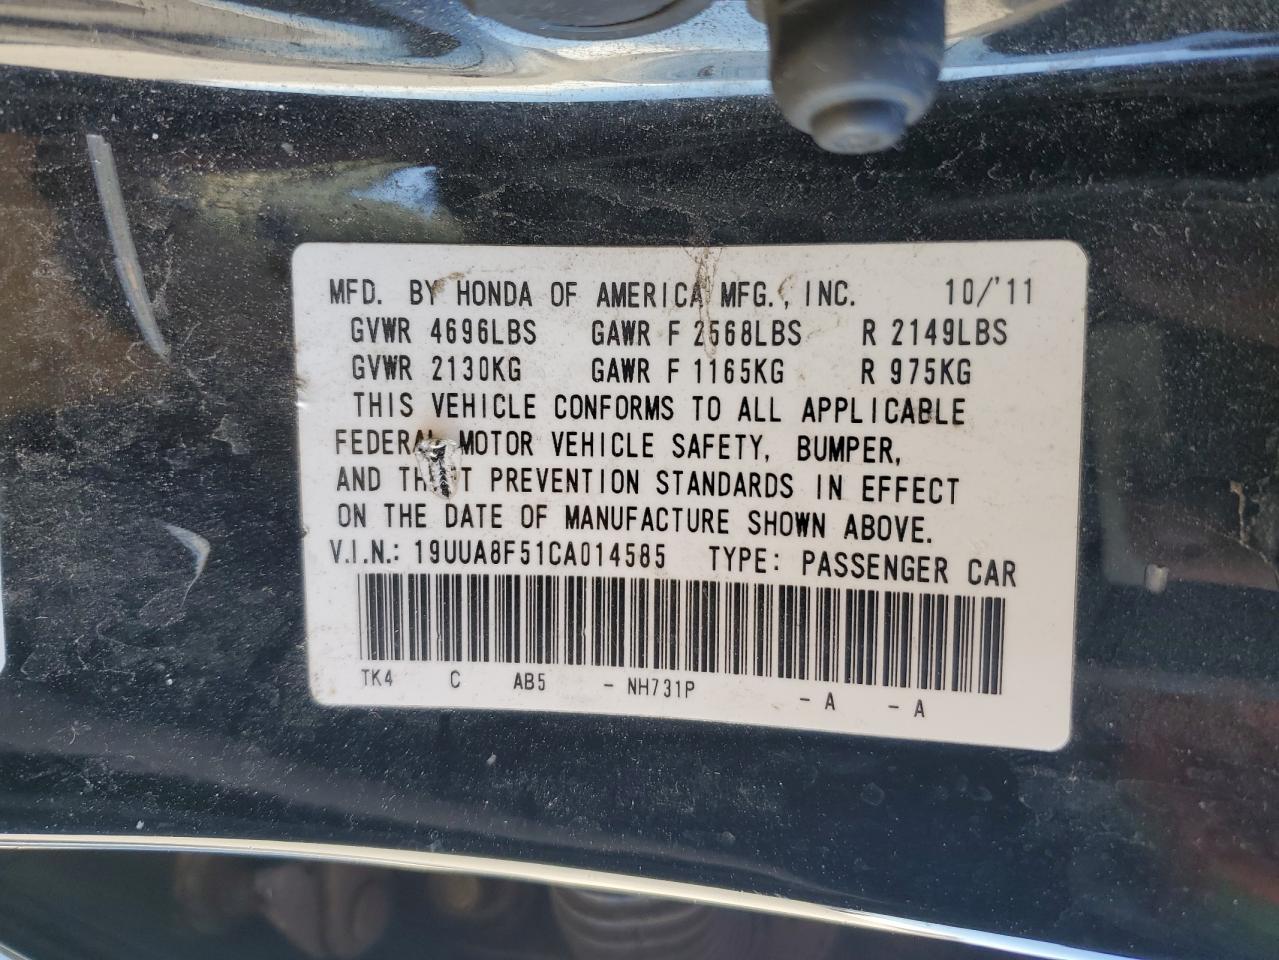 MFD. BY HONDA OF AMERICA MFG., INC. 10/'11
GVWR 4696LBS GAWR F 2568LBS R 2149LBS
GVWR 2130KG GAWR F 1165KG R 975KG
THIS VEHICLE CONFORMS TO ALL APPLICABLE
FEDERAL MOTOR VEHICLE SAFETY, BUMPER,
AND THEFT PREVENTION STANDARDS IN EFFECT
ON THE DATE OF MANUFACTURE SHOWN ABOVE.
V.I.N.: 19UUA8F51CA014585 TYPE: PASSENGER CAR
TK4 C AB5 - NH731P - A - A